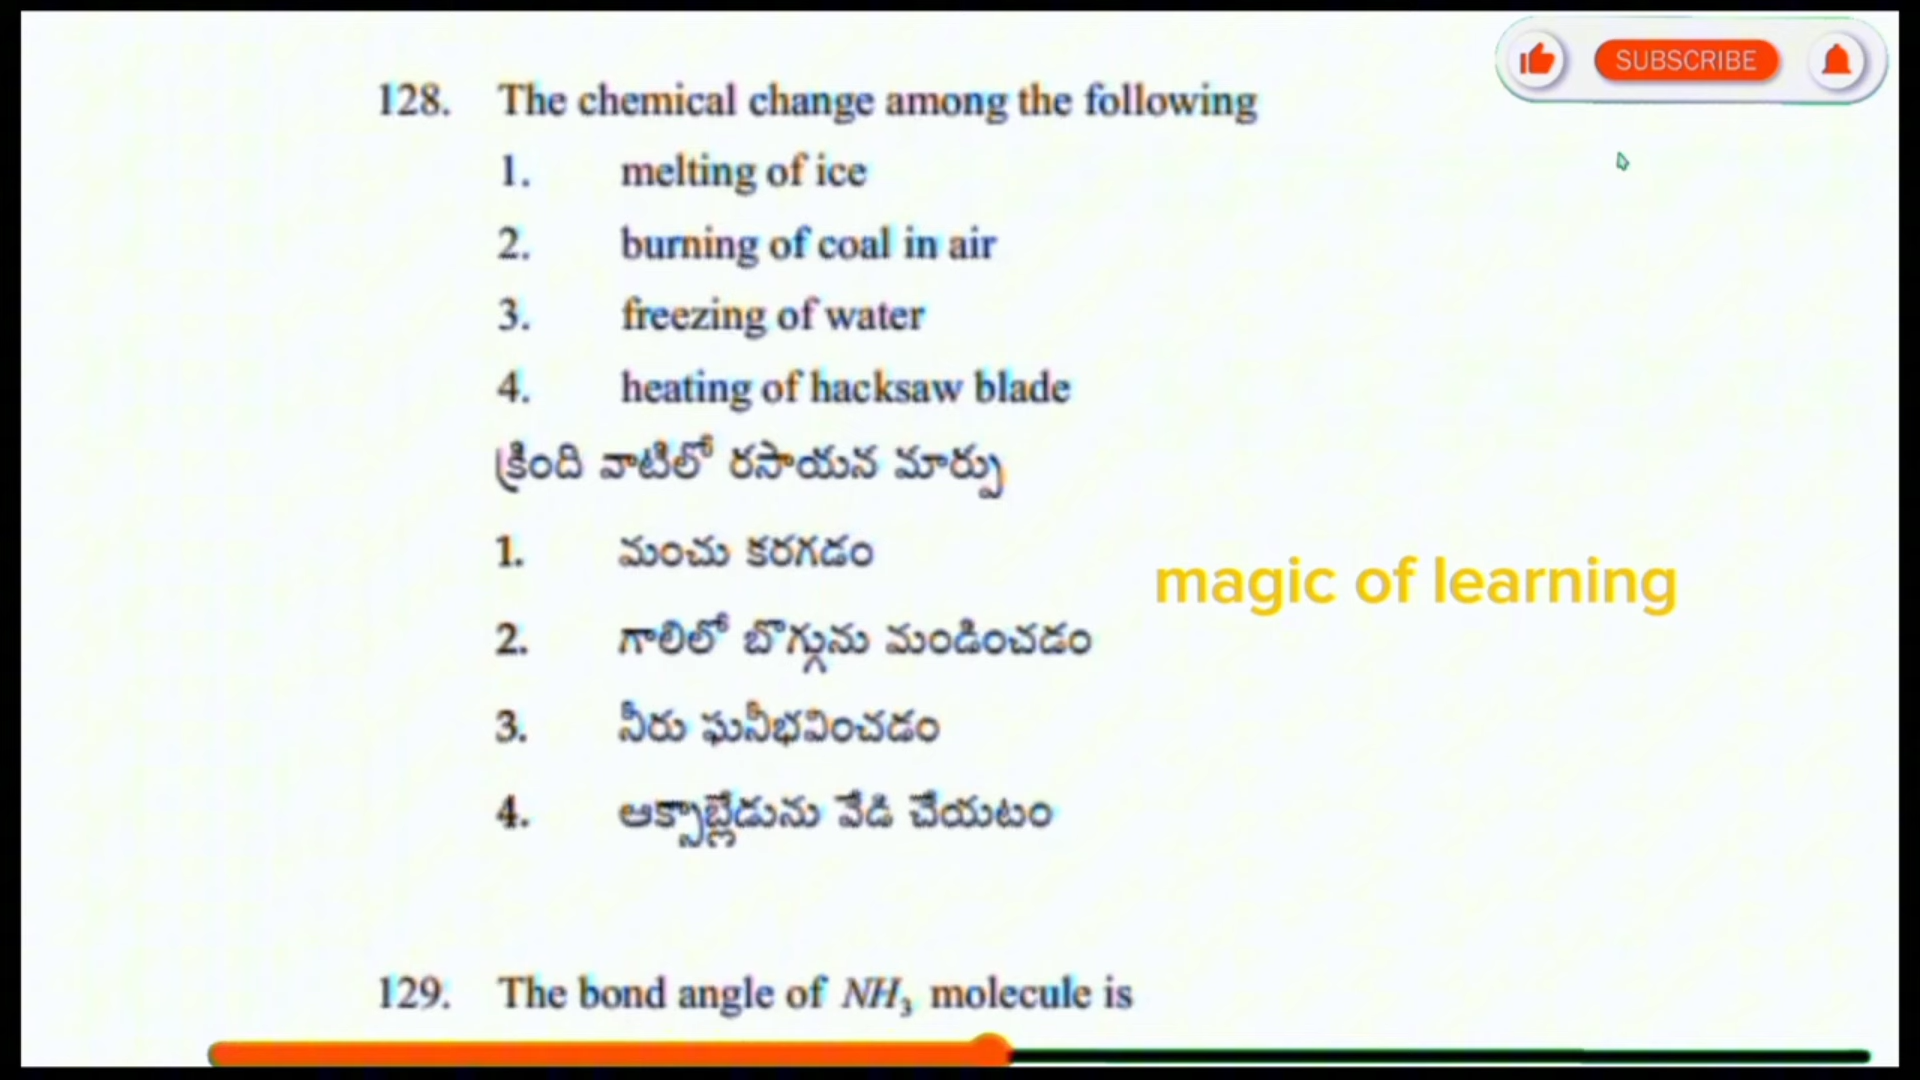 SUBSCRIBE
128. The chemical change among the following
1. melting of ice
2. burning of coal in air
3. freezing of water
4. heating of hacksaw blade
క్రింది వాటిలో రసాయన మార్పు
1. మంచు కరగడం
magic of learning
2. గాలిలో బొగ్గును మండించడం
3. నీరు ఘనీభవించడం
4. ఆక్సాబ్లేడును వేడి చేయటం
129. The bond angle of NH₃ molecule is